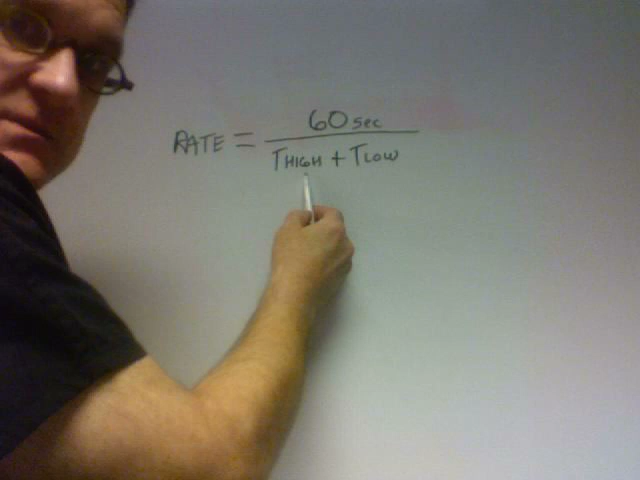 RATE = 60 sec
THIGH + TLOW